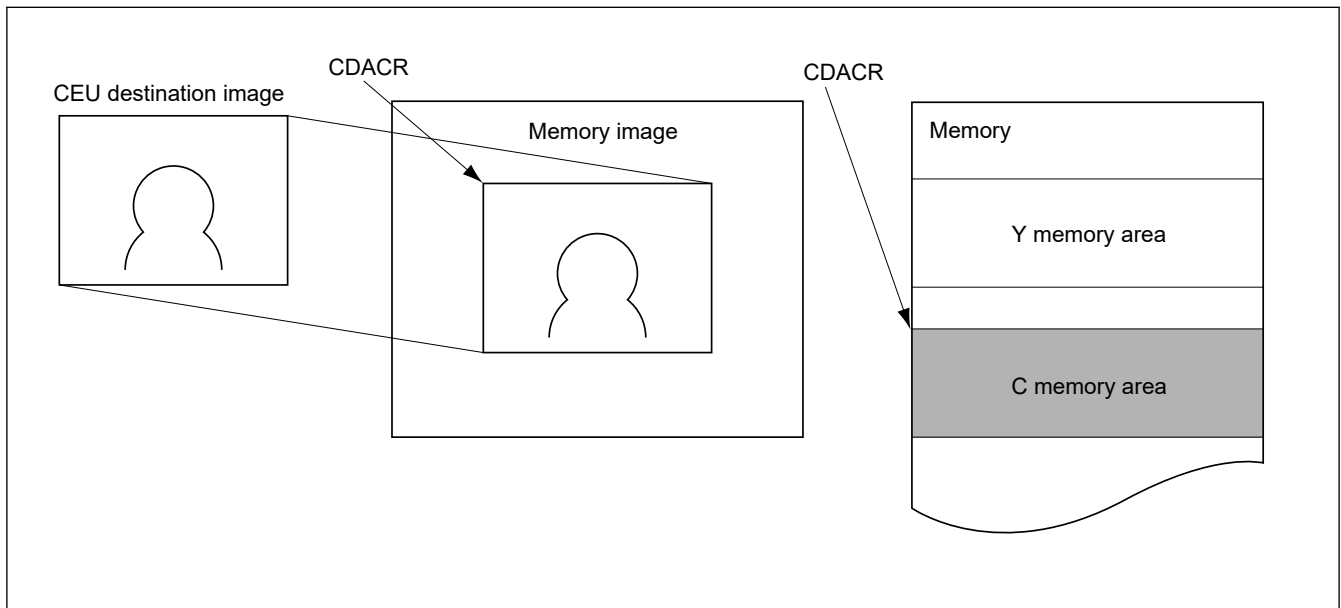 CDACR
CEU destination image
Memory image
CDACR
Memory
Y memory area
C memory area